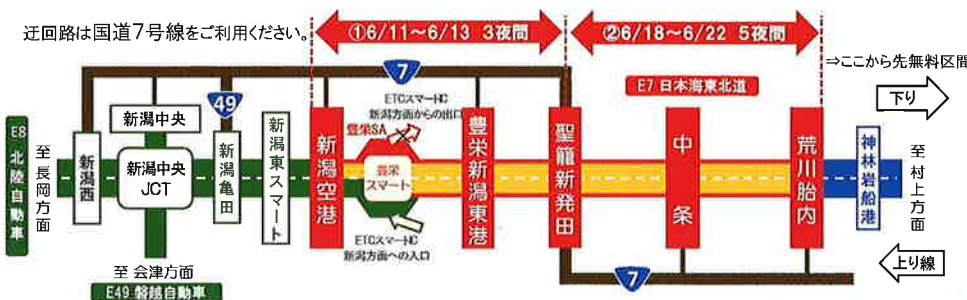 迂回路は国道7号線をご利用ください。
①6/11〜6/13 3夜間
②6/18〜6/22 5夜間
⇒ここから先無料区間
7
E7 日本海東北道
下り
49
ETCスマートIC
新潟方面からの出口
豊栄SA
新潟中央
E8 北陸自動車
至 長岡方面
新潟西
新潟中央
JCT
新潟亀田
新潟東スマート
新潟空港
豊栄
スマート
豊栄新潟東港
聖籠新発田
中条
荒川胎内
神林岩船港
至 村上方面
ETCスマートIC
新潟方面への入口
至 会津方面
E49 磐越自動車
7
上り線